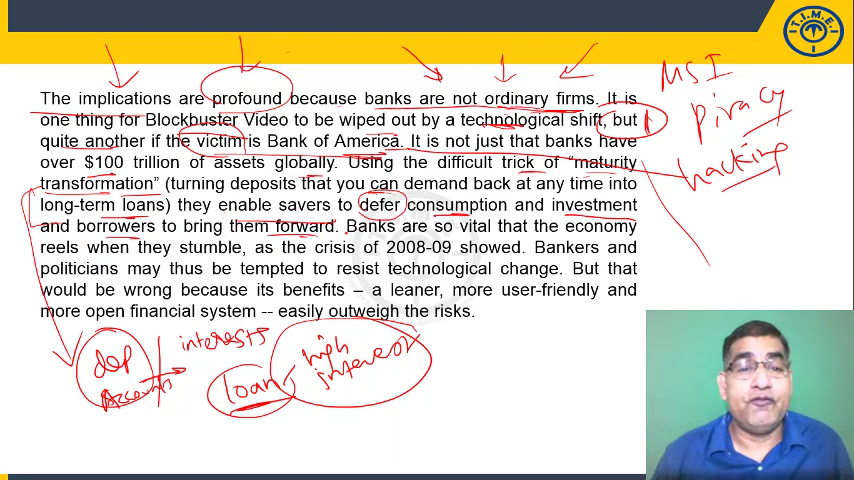 T.I.M.E.
MSI
piracy
hacking
The implications are profound because banks are not ordinary firms. It is
one thing for Blockbuster Video to be wiped out by a technological shift, but
quite another if the victim is Bank of America. It is not just that banks have
over $100 trillion of assets globally. Using the difficult trick of "maturity
transformation" (turning deposits that you can demand back at any time into
long-term loans) they enable savers to defer consumption and investment
and borrowers to bring them forward. Banks are so vital that the economy
reels when they stumble, as the crisis of 2008-09 showed. Bankers and
politicians may thus be tempted to resist technological change. But that
would be wrong because its benefits – a leaner, more user-friendly and
more open financial system -- easily outweigh the risks.
dep
Accounts
interests
loan
high
interest